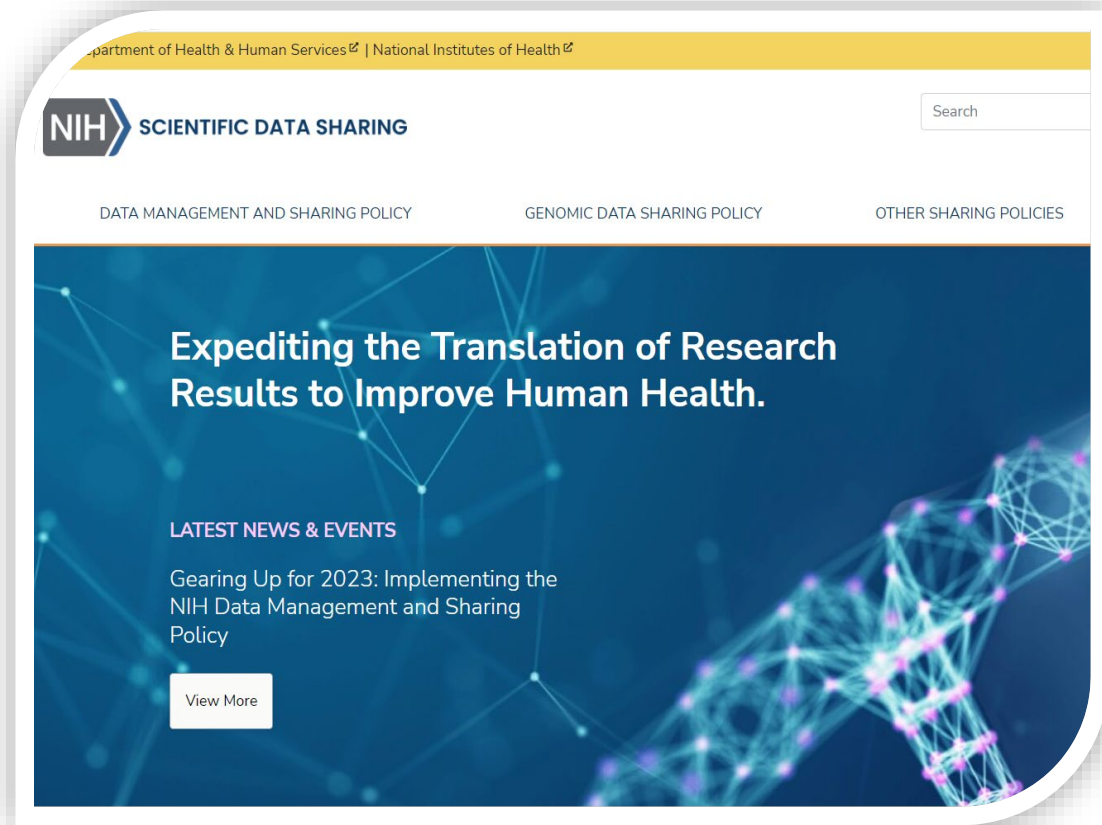 epartment of Health & Human Services | National Institutes of Health
NIH SCIENTIFIC DATA SHARING
Search
DATA MANAGEMENT AND SHARING POLICY GENOMIC DATA SHARING POLICY OTHER SHARING POLICIES
Expediting the Translation of Research
Results to Improve Human Health.
LATEST NEWS & EVENTS
Gearing Up for 2023: Implementing the
NIH Data Management and Sharing
Policy
View More